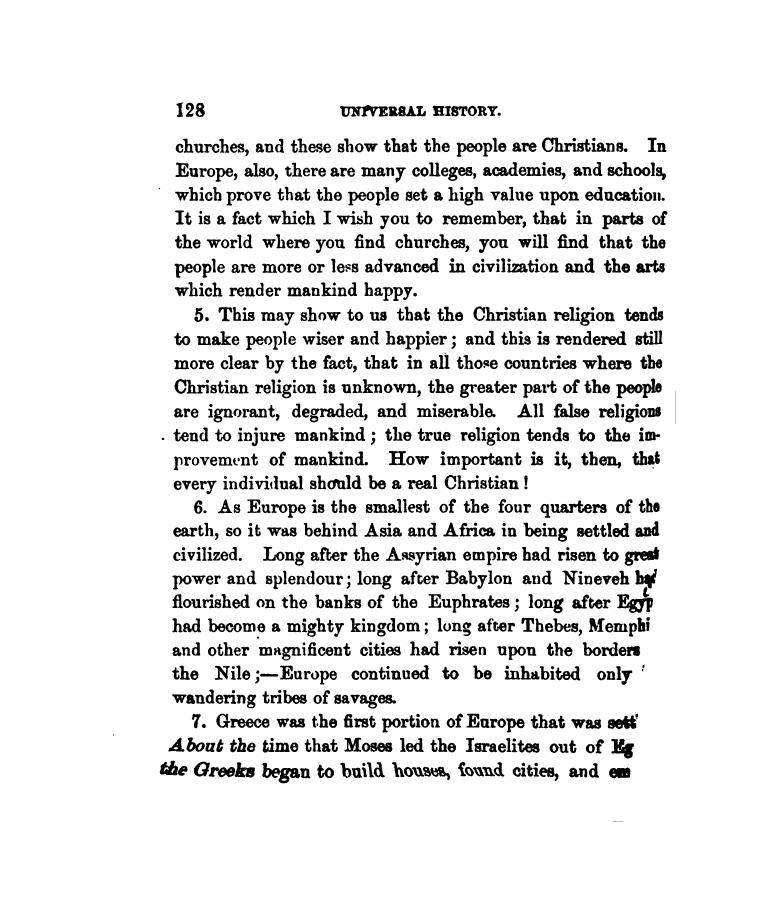 128 UNIVERSAL HISTORY.
churches, and these show that the people are Christians. In
Europe, also, there are many colleges, academies, and schools,
which prove that the people set a high value upon education.
It is a fact which I wish you to remember, that in parts of
the world where you find churches, you will find that the
people are more or less advanced in civilization and the arts
which render mankind happy.
5. This may show to us that the Christian religion tends
to make people wiser and happier; and this is rendered still
more clear by the fact, that in all those countries where the
Christian religion is unknown, the greater part of the people
are ignorant, degraded, and miserable. All false religions
tend to injure mankind; the true religion tends to the im-
provement of mankind. How important is it, then, that
every individual should be a real Christian!
6. As Europe is the smallest of the four quarters of the
earth, so it was behind Asia and Africa in being settled and
civilized. Long after the Assyrian empire had risen to great
power and splendour; long after Babylon and Nineveh had
flourished on the banks of the Euphrates; long after Egypt
had become a mighty kingdom; long after Thebes, Memphi
and other magnificent cities had risen upon the borders
the Nile;—Europe continued to be inhabited only
wandering tribes of savages.
7. Greece was the first portion of Europe that was sett
About the time that Moses led the Israelites out of Eg
the Greeks began to build houses, found cities, and em